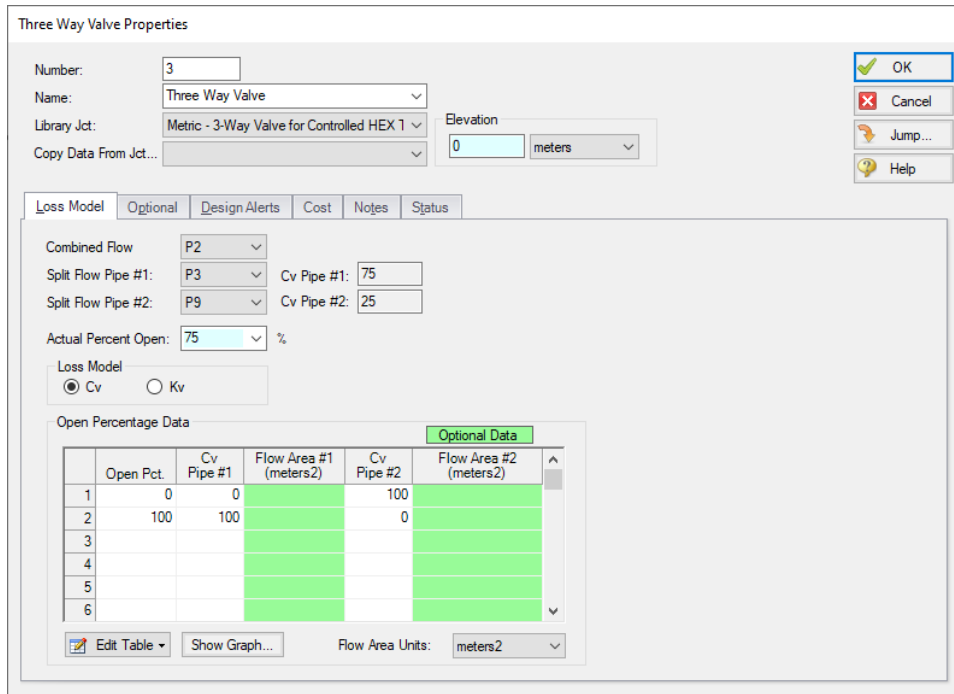 Three Way Valve Properties
Number: 3
Name: Three Way Valve
Library Jct: Metric - 3-Way Valve for Controlled HEX T
Copy Data From Jct...
Elevation
0 meters
OK
Cancel
Jump...
Help
Loss Model Optional Design Alerts Cost Notes Status
Combined Flow P2
Split Flow Pipe #1: P3 Cv Pipe #1: 75
Split Flow Pipe #2: P9 Cv Pipe #2: 25
Actual Percent Open: 75 %
Loss Model
Cv Kv
Open Percentage Data
Optional Data
Open Pct. Cv Pipe #1 Flow Area #1 (meters2) Cv Pipe #2 Flow Area #2 (meters2)
1 0 0 100
2 100 100 0
3
4
5
6
Edit Table Show Graph... Flow Area Units: meters2